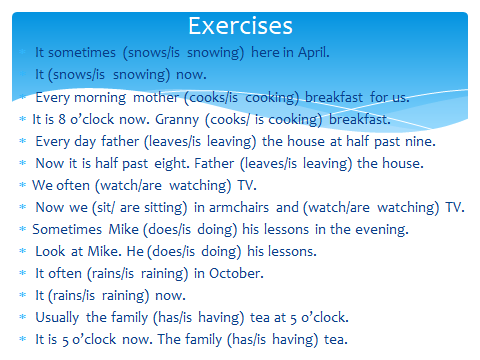 Exercises
* It sometimes (snows/is snowing) here in April.
* It (snows/is snowing) now.
* Every morning mother (cooks/is cooking) breakfast for us.
* It is 8 o’clock now. Granny (cooks/ is cooking) breakfast.
* Every day father (leaves/is leaving) the house at half past nine.
* Now it is half past eight. Father (leaves/is leaving) the house.
* We often (watch/are watching) TV.
* Now we (sit/ are sitting) in armchairs and (watch/are watching) TV.
* Sometimes Mike (does/is doing) his lessons in the evening.
* Look at Mike. He (does/is doing) his lessons.
* It often (rains/is raining) in October.
* It (rains/is raining) now.
* Usually the family (has/is having) tea at 5 o’clock.
* It is 5 o’clock now. The family (has/is having) tea.